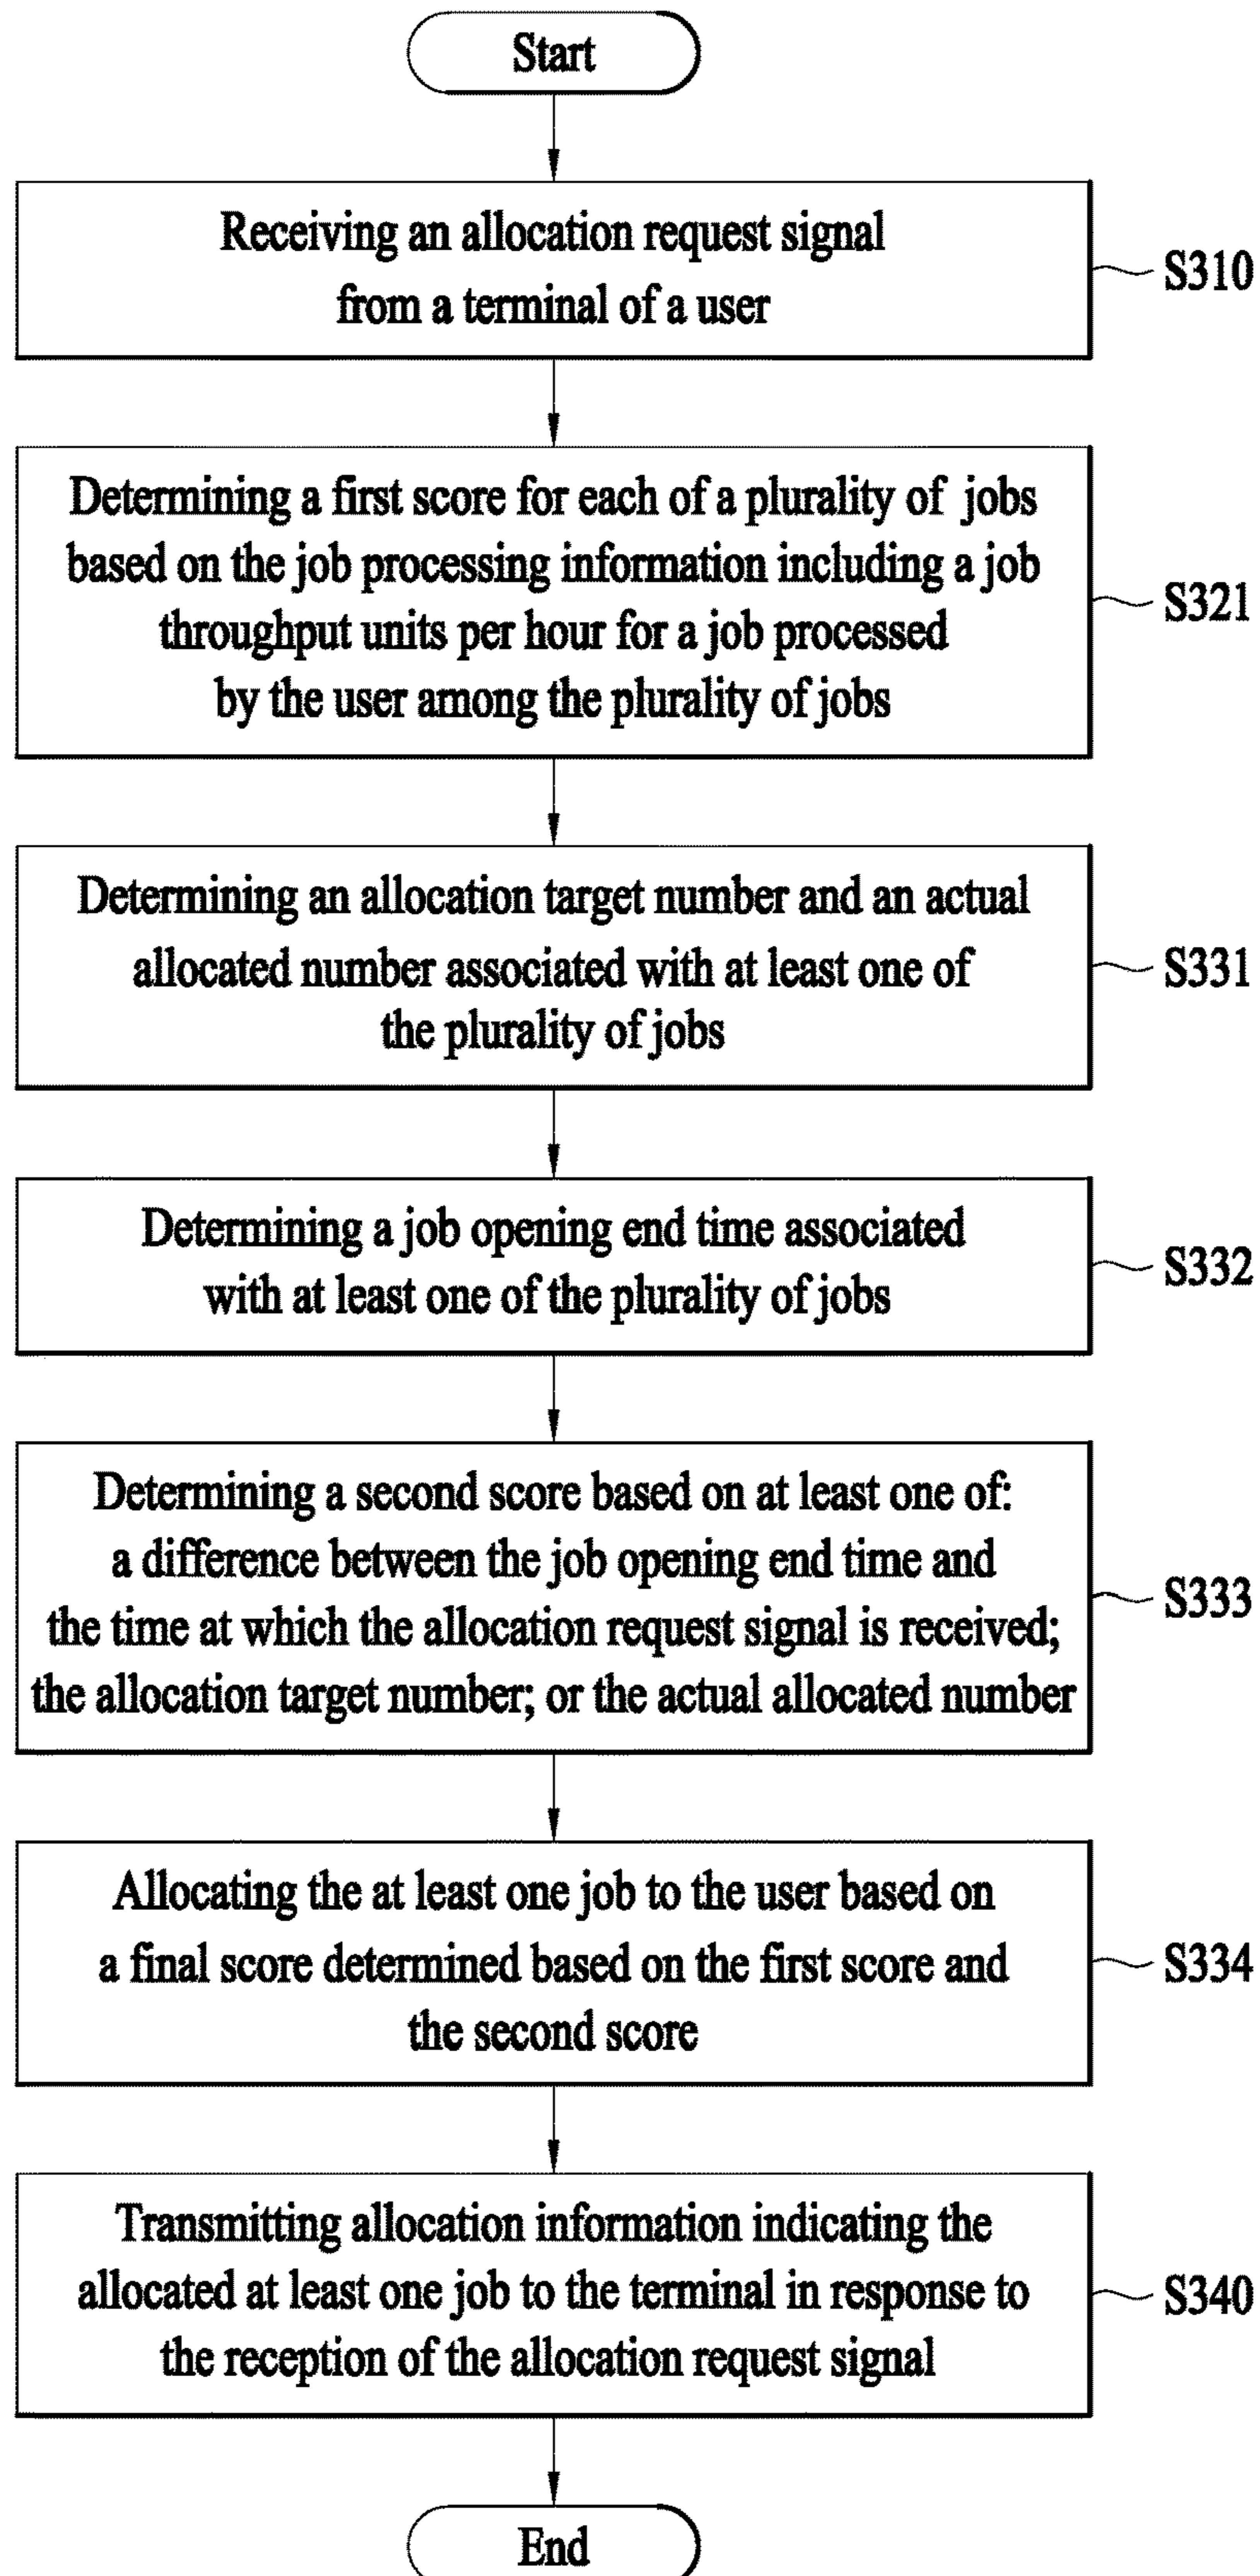 Start
Receiving an allocation request signal
from a terminal of a user
S310
Determining a first score for each of a plurality of jobs
based on the job processing information including a job
throughput units per hour for a job processed
by the user among the plurality of jobs
S321
Determining an allocation target number and an actual
allocated number associated with at least one of
the plurality of jobs
S331
Determining a job opening end time associated
with at least one of the plurality of jobs
S332
Determining a second score based on at least one of:
a difference between the job opening end time and
the time at which the allocation request signal is received;
the allocation target number; or the actual allocated number
S333
Allocating the at least one job to the user based on
a final score determined based on the first score and
the second score
S334
Transmitting allocation information indicating the
allocated at least one job to the terminal in response to
the reception of the allocation request signal
S340
End